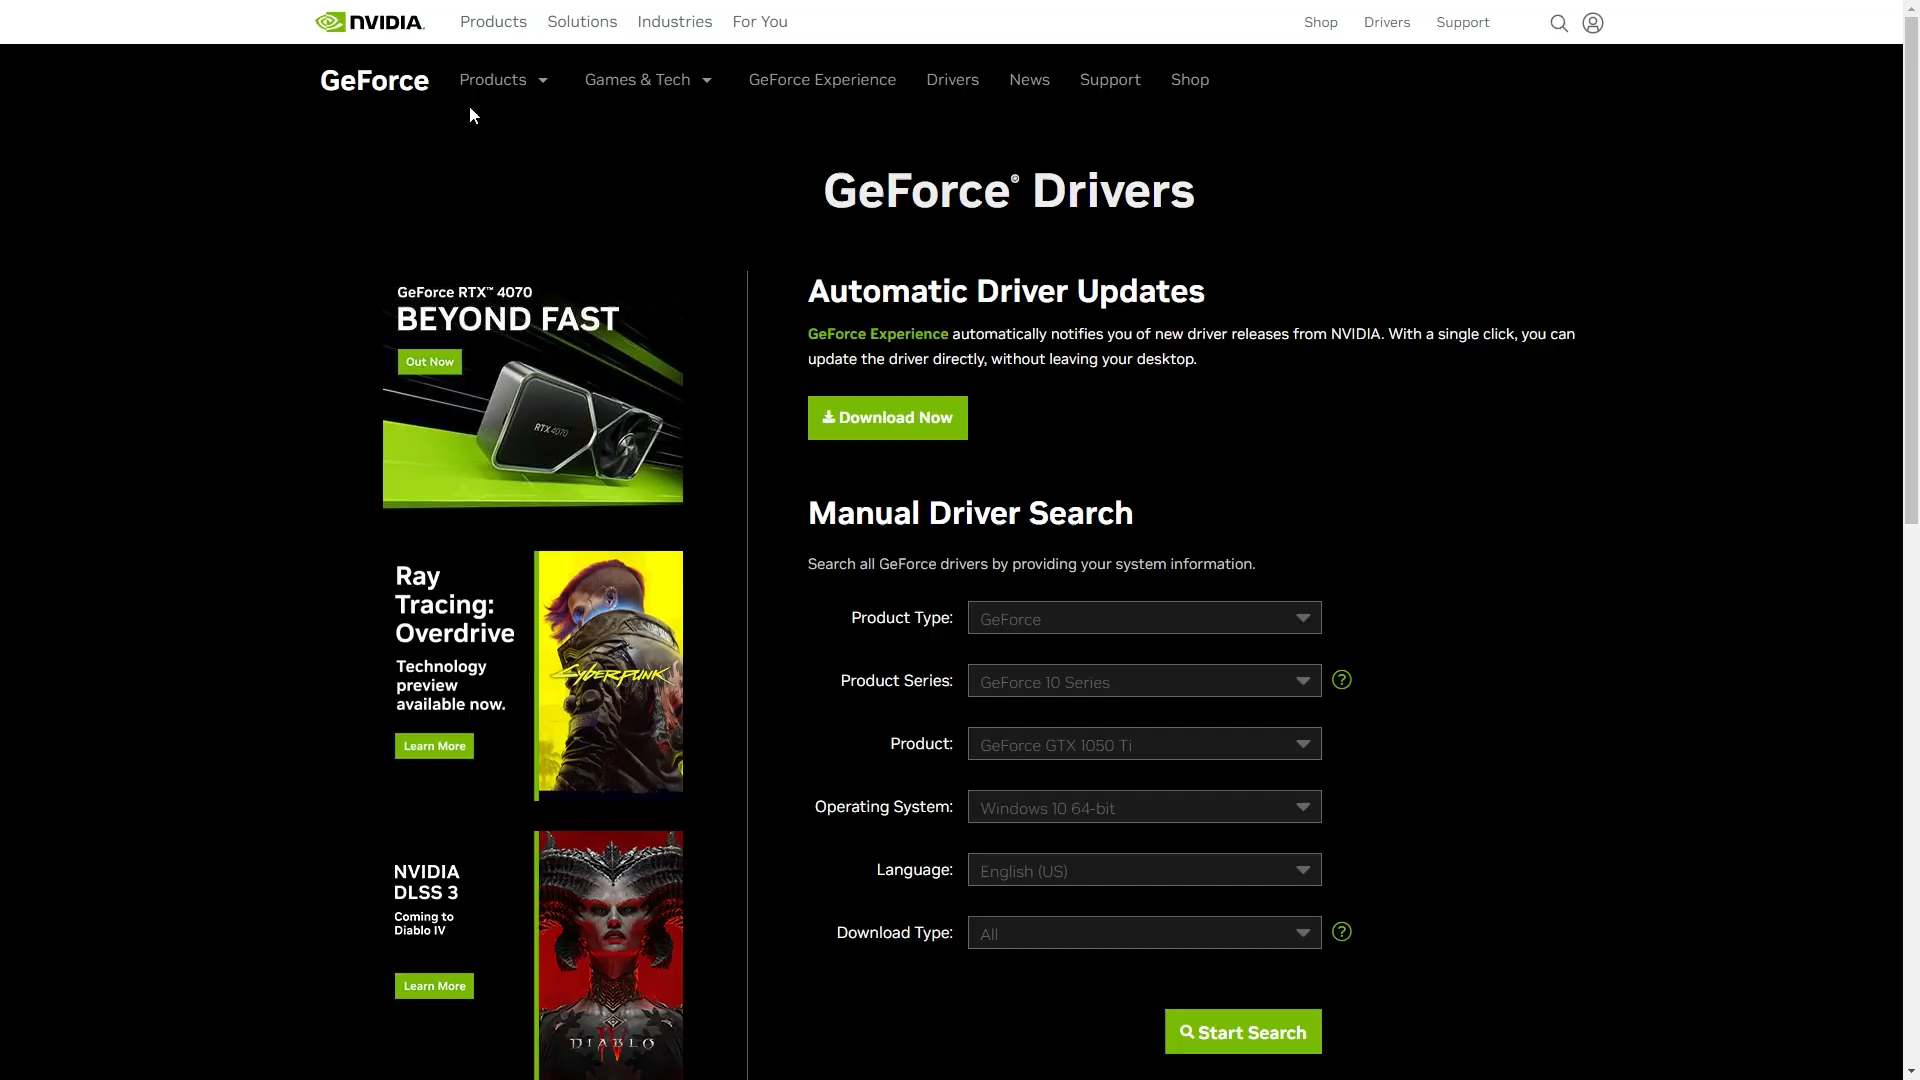 NVIDIA. Products Solutions Industries For You Shop Drivers Support
GeForce Products Games & Tech GeForce Experience Drivers News Support Shop
GeForce® Drivers
GeForce RTX™ 4070
BEYOND FAST
Out Now
RTX 4070
Ray
Tracing:
Overdrive
Technology
preview
available now.
Learn More
CYBERPUNK
NVIDIA
DLSS 3
Coming to
Diablo IV
Learn More
DIABLO
IV
Automatic Driver Updates
GeForce Experience automatically notifies you of new driver releases from NVIDIA. With a single click, you can
update the driver directly, without leaving your desktop.
Download Now
Manual Driver Search
Search all GeForce drivers by providing your system information.
Product Type: GeForce
Product Series: GeForce 10 Series ?
Product: GeForce GTX 1050 Ti
Operating System: Windows 10 64-bit
Language: English (US)
Download Type: All ?
Start Search